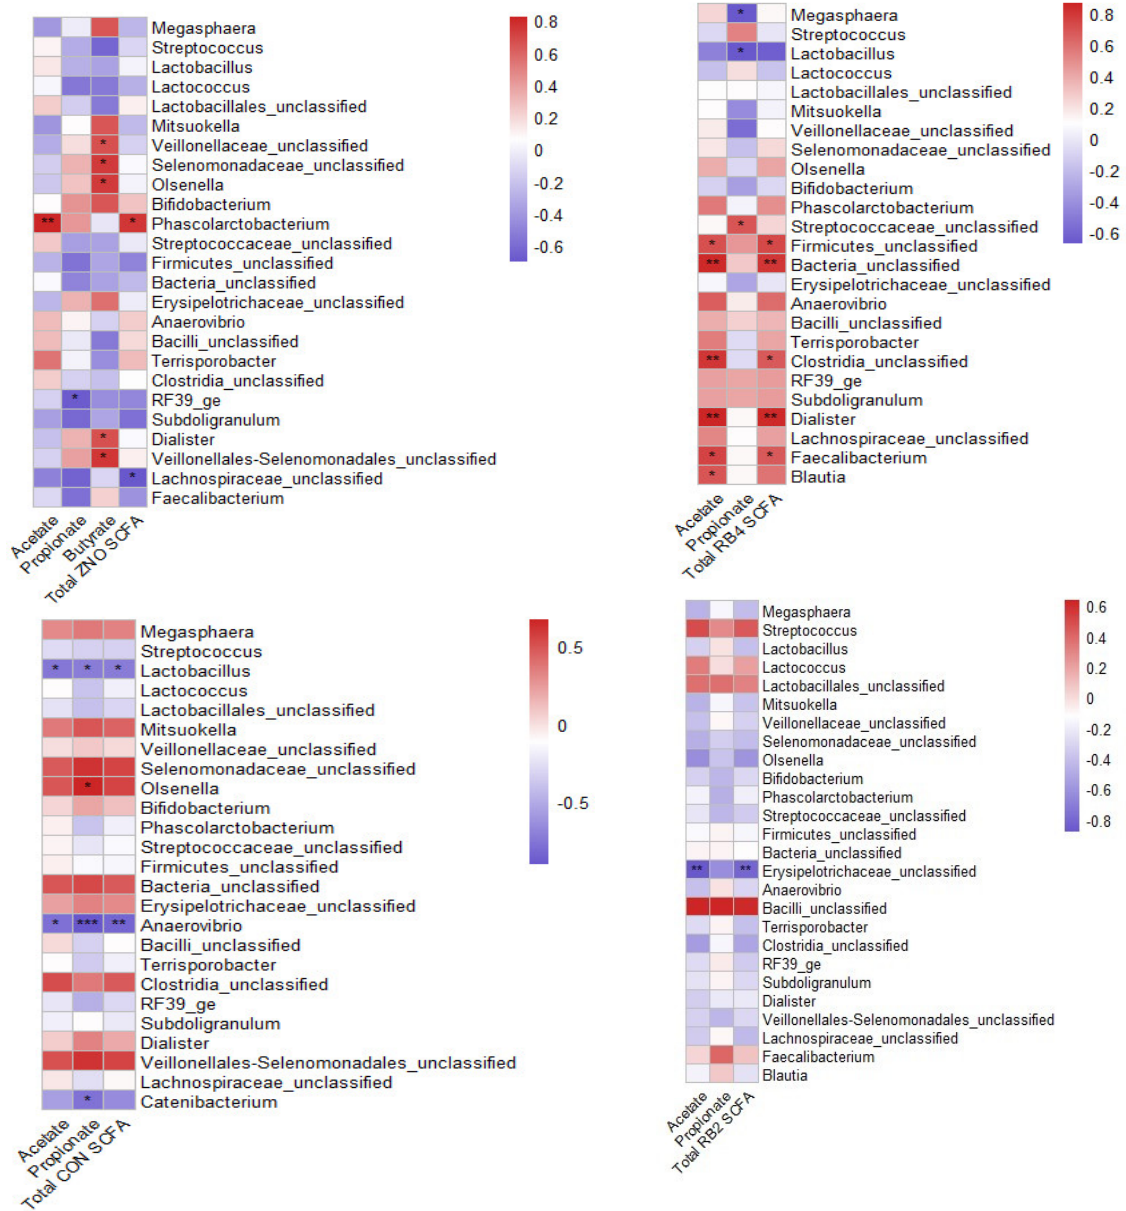 Megasphaera
Streptococcus
Lactobacillus
Lactococcus
Lactobacillales_unclassified
Mitsuokella
Veillonellaceae_unclassified
*
Selenomonadaceae_unclassified
*
Olsenella
*
Bifidobacterium
Phascolarctobacterium
**
*
Streptococcaceae_unclassified
Firmicutes_unclassified
Bacteria_unclassified
Erysipelotrichaceae_unclassified
Anaerovibrio
Bacilli_unclassified
Terrisporobacter
Clostridia_unclassified
RF39_ge
*
Subdoligranulum
Dialister
*
Veillonellales-Selenomonadales_unclassified
*
Lachnospiraceae_unclassified
*
Faecalibacterium
Acetate
Propionate
Butyrate
Total ZNO SCFA
0.8
0.6
0.4
0.2
0
-0.2
-0.4
-0.6
Megasphaera
*
Streptococcus
Lactobacillus
*
Lactococcus
Lactobacillales_unclassified
Mitsuokella
Veillonellaceae_unclassified
Selenomonadaceae_unclassified
Olsenella
Bifidobacterium
Phascolarctobacterium
Streptococcaceae_unclassified
*
Firmicutes_unclassified
*
*
Bacteria_unclassified
**
**
Erysipelotrichaceae_unclassified
Anaerovibrio
Bacilli_unclassified
Terrisporobacter
Clostridia_unclassified
**
*
RF39_ge
Subdoligranulum
Dialister
**
**
Lachnospiraceae_unclassified
Faecalibacterium
*
*
Blautia
*
Acetate
Propionate
Total RB4 SCFA
0.8
0.6
0.4
0.2
0
-0.2
-0.4
-0.6
Megasphaera
Streptococcus
Lactobacillus
*
*
*
Lactococcus
Lactobacillales_unclassified
Mitsuokella
Veillonellaceae_unclassified
Selenomonadaceae_unclassified
Olsenella
*
Bifidobacterium
Phascolarctobacterium
Streptococcaceae_unclassified
Firmicutes_unclassified
Bacteria_unclassified
Erysipelotrichaceae_unclassified
Anaerovibrio
*
***
**
Bacilli_unclassified
Terrisporobacter
Clostridia_unclassified
RF39_ge
Subdoligranulum
Dialister
Veillonellales-Selenomonadales_unclassified
Lachnospiraceae_unclassified
Catenibacterium
*
Acetate
Propionate
Total CON SCFA
0.5
0
-0.5
Megasphaera
Streptococcus
Lactobacillus
Lactococcus
Lactobacillales_unclassified
Mitsuokella
Veillonellaceae_unclassified
Selenomonadaceae_unclassified
Olsenella
Bifidobacterium
Phascolarctobacterium
Streptococcaceae_unclassified
Firmicutes_unclassified
Bacteria_unclassified
Erysipelotrichaceae_unclassified
**
**
Anaerovibrio
Bacilli_unclassified
Terrisporobacter
Clostridia_unclassified
RF39_ge
Subdoligranulum
Dialister
Veillonellales-Selenomonadales_unclassified
Lachnospiraceae_unclassified
Faecalibacterium
Blautia
Acetate
Propionate
Total RB2 SCFA
0.6
0.4
0.2
0
-0.2
-0.4
-0.6
-0.8